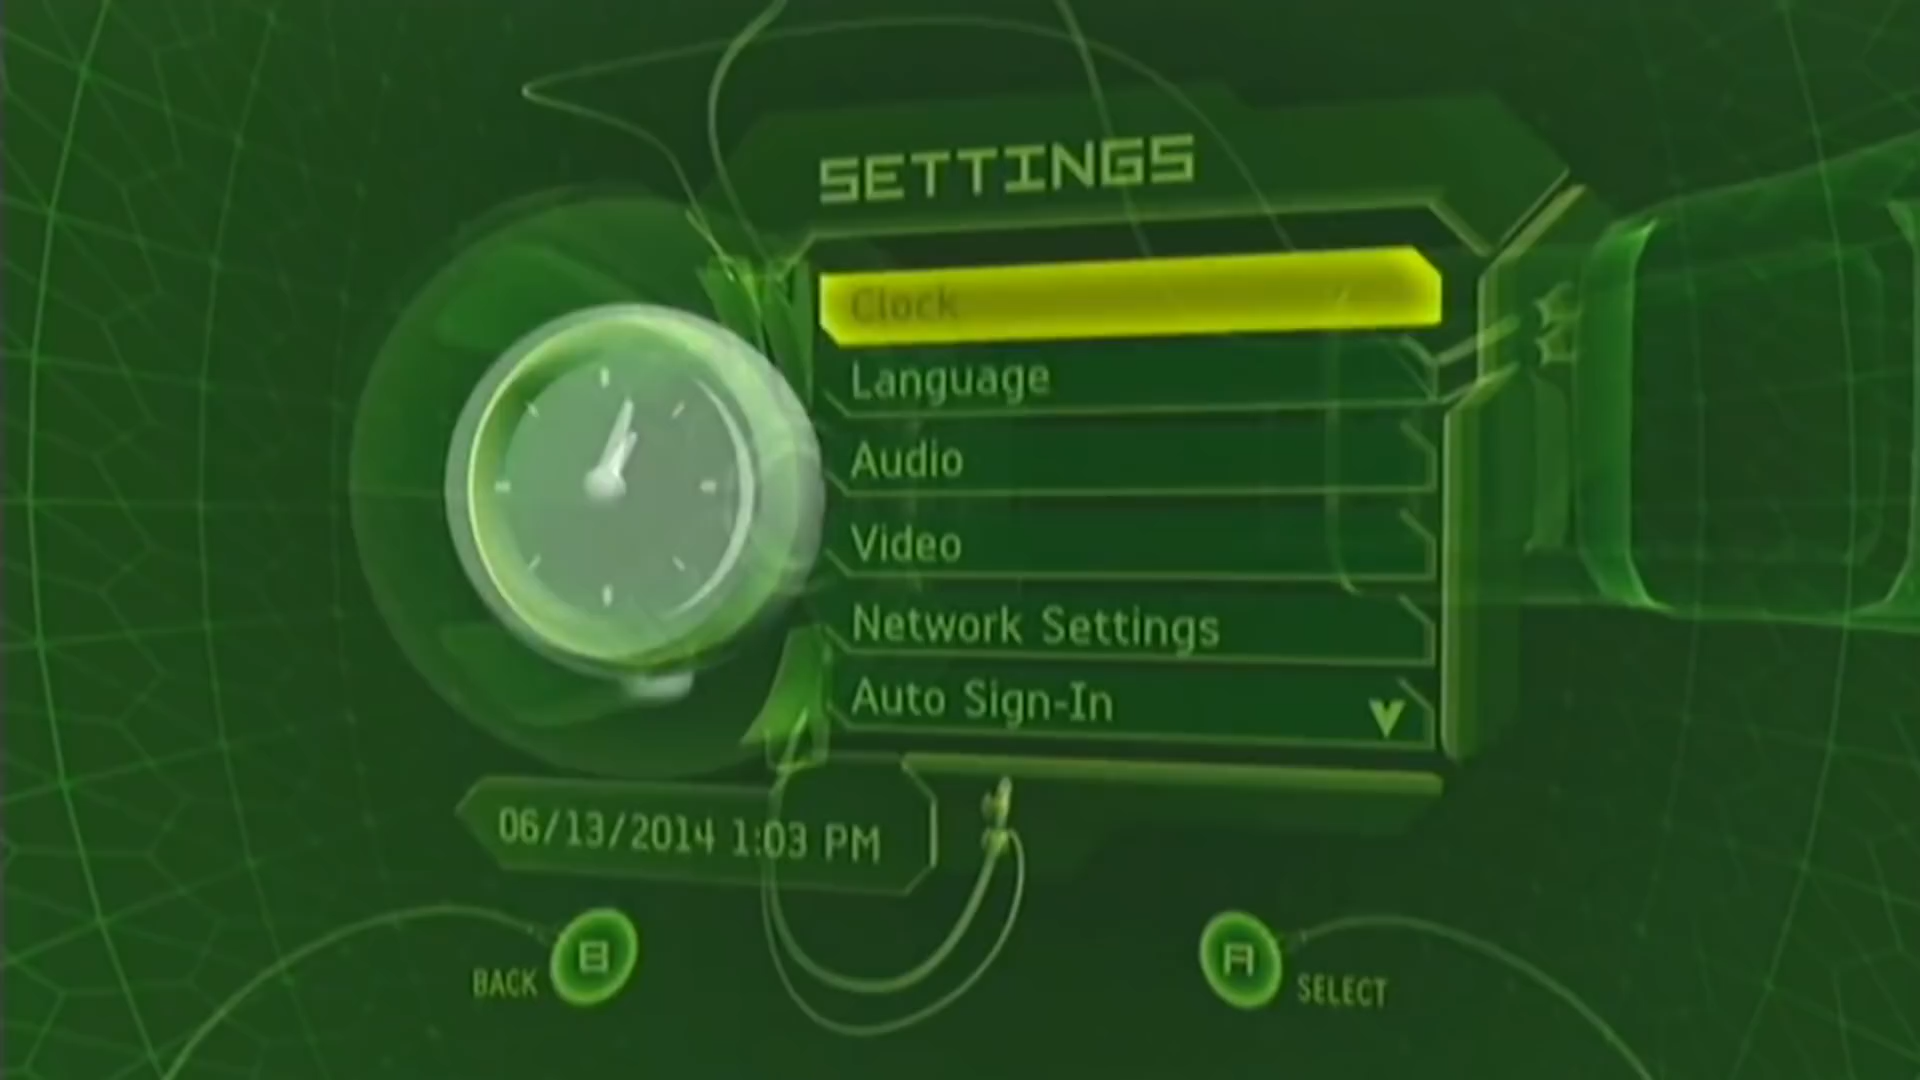 SETTINGS
Clock
Language
Audio
Video
Network Settings
Auto Sign-In
06/13/2014 1:03 PM
B
BACK
A
SELECT